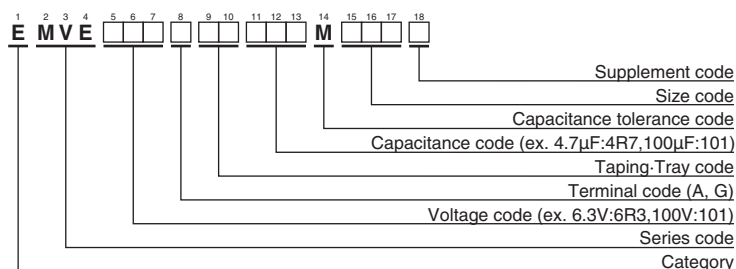 1 2 3 4 5 6 7 8 9 10 11 12 13 14 15 16 17 18
E M V E M
Supplement code
Size code
Capacitance tolerance code
Capacitance code (ex. 4.7μF:4R7,100μF:101)
Taping·Tray code
Terminal code (A, G)
Voltage code (ex. 6.3V:6R3,100V:101)
Series code
Category